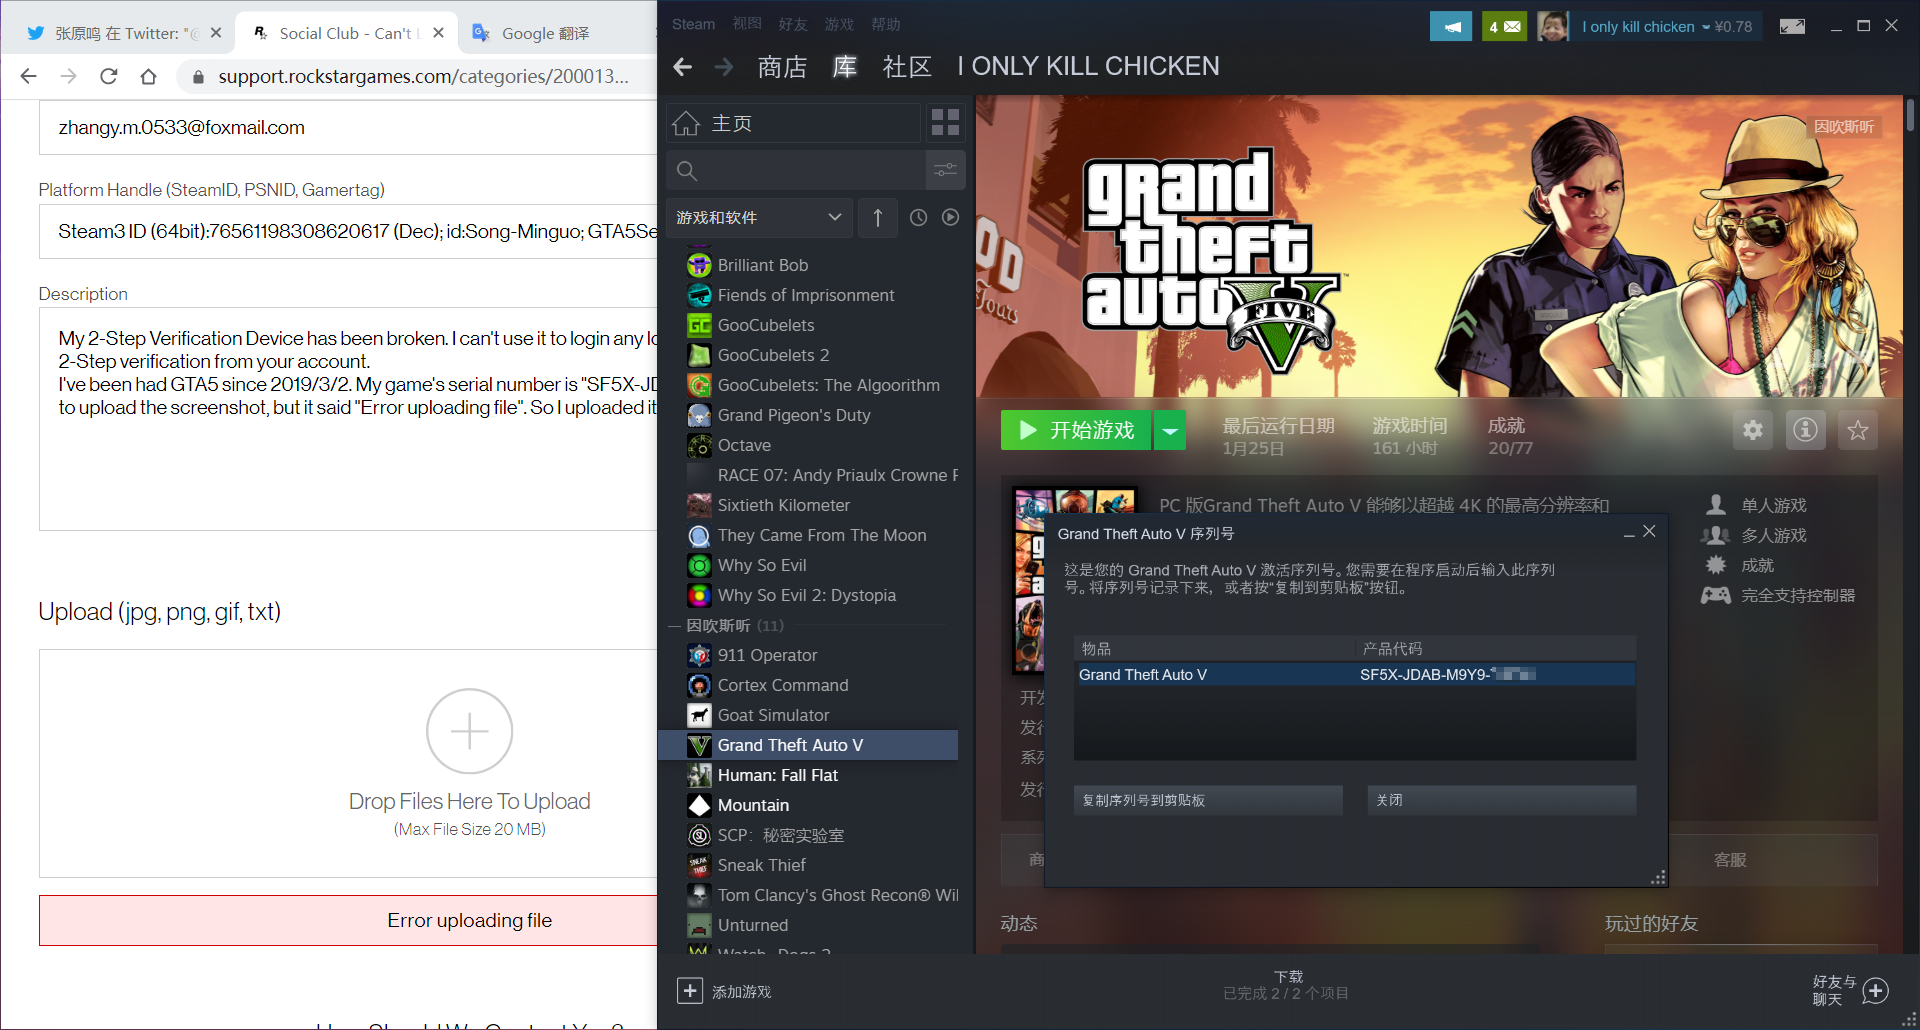 张原鸣 在 Twitter: "@
Social Club - Can't L
Google 翻译
support.rockstargames.com/categories/200013...
zhangy.m.0533@foxmail.com
Platform Handle (SteamID, PSNID, Gamertag)
Steam3 ID (64bit):76561198308620617 (Dec); id:Song-Minguo; GTA5Se
Description
My 2-Step Verification Device has been broken. I can't use it to login any lo
2-Step verification from your account.
I've been had GTA5 since 2019/3/2. My game's serial number is "SF5X-JD
to upload the screenshot, but it said "Error uploading file". So I uploaded it
Upload (jpg, png, gif, txt)
Drop Files Here To Upload
(Max File Size 20 MB)
Error uploading file
Steam 视图 好友 游戏 帮助
4
I only kill chicken ¥0.78
商店 库 社区 I ONLY KILL CHICKEN
主页
游戏和软件
Brilliant Bob
Fiends of Imprisonment
GooCubelets
GooCubelets 2
GooCubelets: The Algoorithm
Grand Pigeon's Duty
Octave
RACE 07: Andy Priaulx Crowne P
Sixtieth Kilometer
They Came From The Moon
Why So Evil
Why So Evil 2: Dystopia
因吹斯听 (11)
911 Operator
Cortex Command
Goat Simulator
Grand Theft Auto V
Human: Fall Flat
Mountain
SCP：秘密实验室
Sneak Thief
Tom Clancy's Ghost Recon® Wil
Unturned
Watch_Dogs 2
添加游戏
因吹斯听
grand
theft
auto V
FIVE
Tours
开始游戏
最后运行日期
1月25日
游戏时间
161 小时
成就
20/77
PC 版Grand Theft Auto V 能够以超越 4K 的最高分辨率和
单人游戏
多人游戏
成就
完全支持控制器
Grand Theft Auto V 序列号
这是您的 Grand Theft Auto V 激活序列号。您需要在程序启动后输入此序列
号。将序列号记录下来，或者按“复制到剪贴板”按钮。
物品 产品代码
Grand Theft Auto V SF5X-JDAB-M9Y9-
复制序列号到剪贴板 关闭
开发
发行
系列
发行
商
客服
动态
玩过的好友
下载
已完成 2 / 2 个项目
好友与
聊天